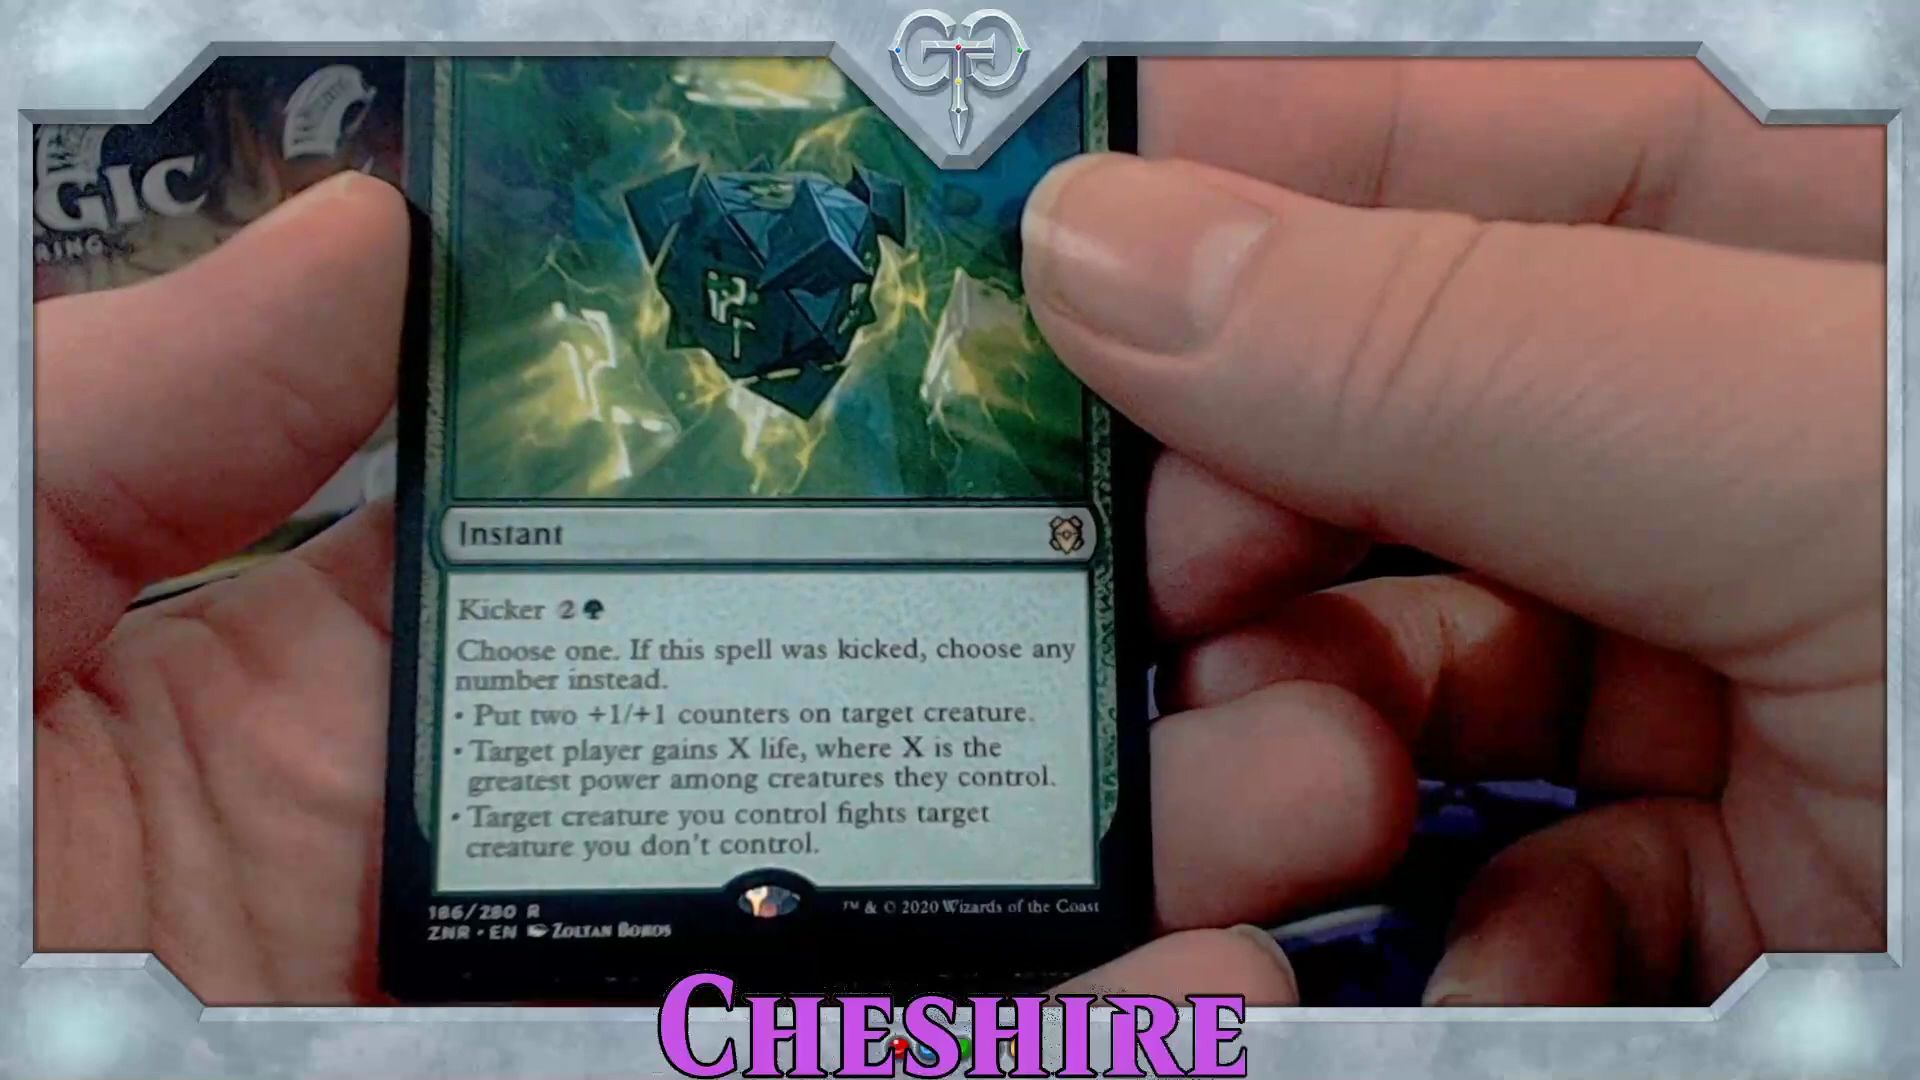 GIC
Instant
Kicker 2
Choose one. If this spell was kicked, choose any
number instead.
• Put two +1/+1 counters on target creature.
• Target player gains X life, where X is the
greatest power among creatures they control.
• Target creature you control fights target
creature you don't control.
186/280 R
ZNR • EN Zoltan Boros
™ & © 2020 Wizards of the Coast
CHESHIRE